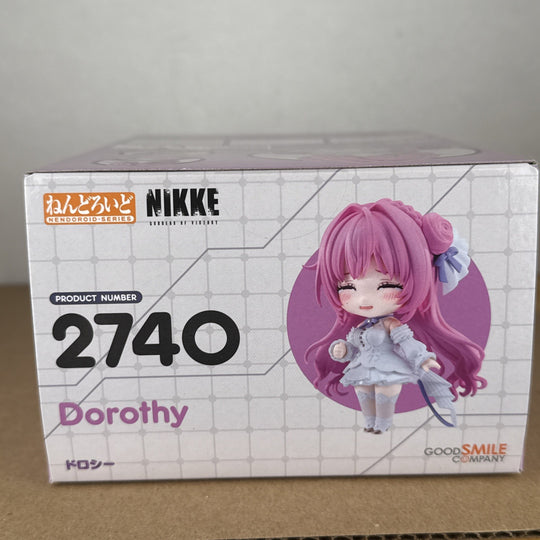 ねんどろいど
NENDOROID·SERIES
NIKKE
GODDESS OF VICTORY
PRODUCT NUMBER
2740
Dorothy
ドロシー
GOOD SMILE
COMPANY